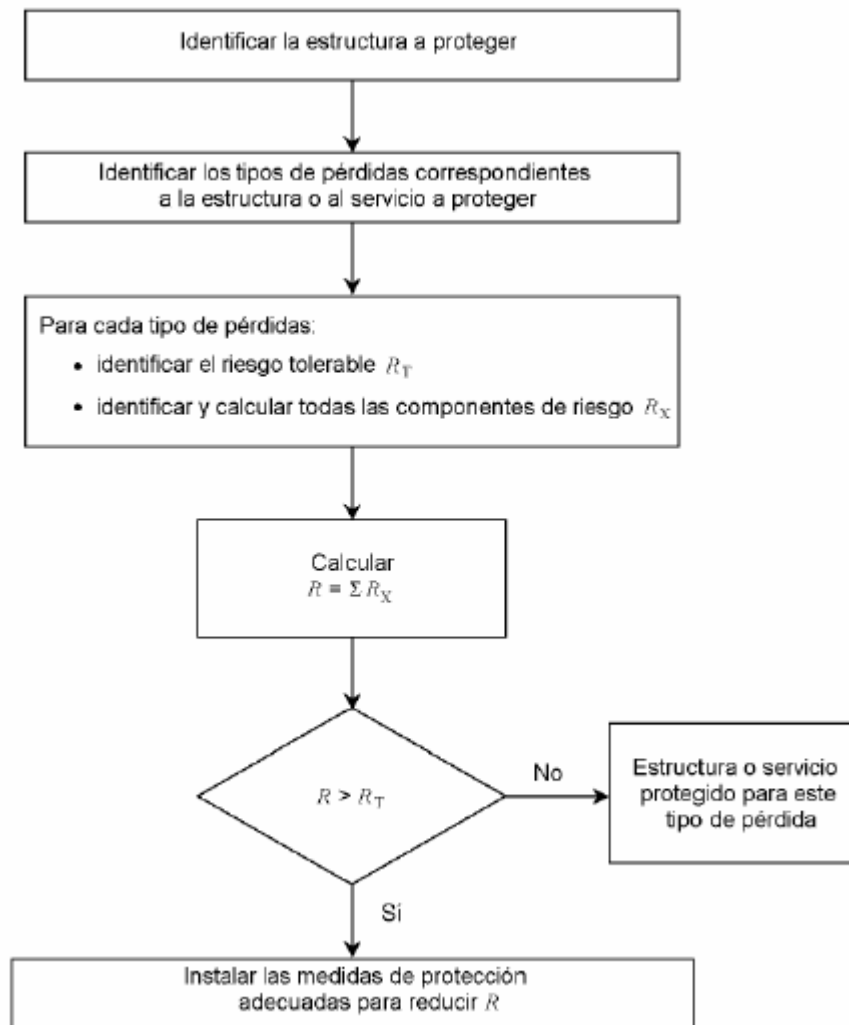 Identificar la estructura a proteger
Identificar los tipos de pérdidas correspondientes
a la estructura o al servicio a proteger
Para cada tipo de pérdidas:
• identificar el riesgo tolerable R_T
• identificar y calcular todas las componentes de riesgo R_X
Calcular
R = Σ R_X
R > R_T
No
Estructura o servicio
protegido para este
tipo de pérdida
Sí
Instalar las medidas de protección
adecuadas para reducir R